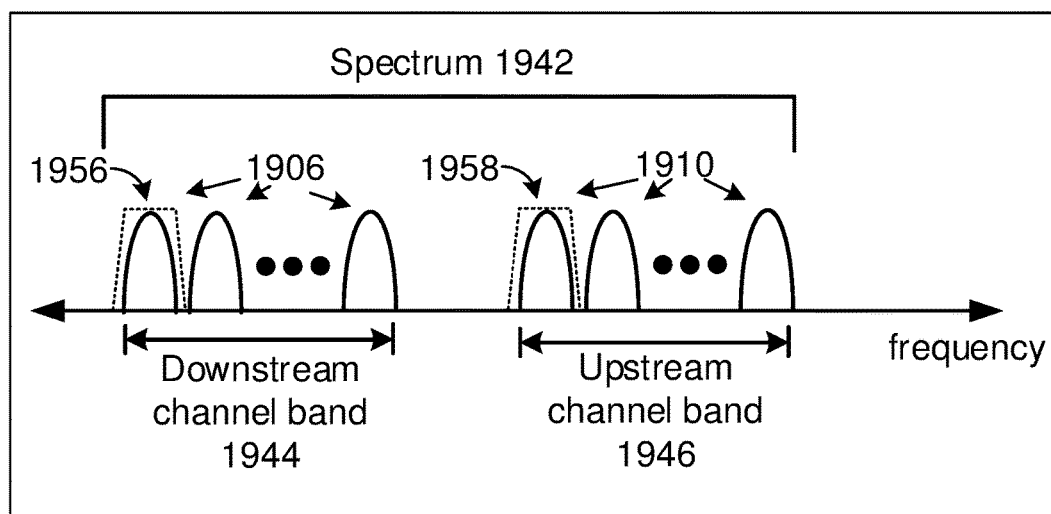 Spectrum 1942
1956
1906
1958
1910
frequency
Downstream
channel band
1944
Upstream
channel band
1946